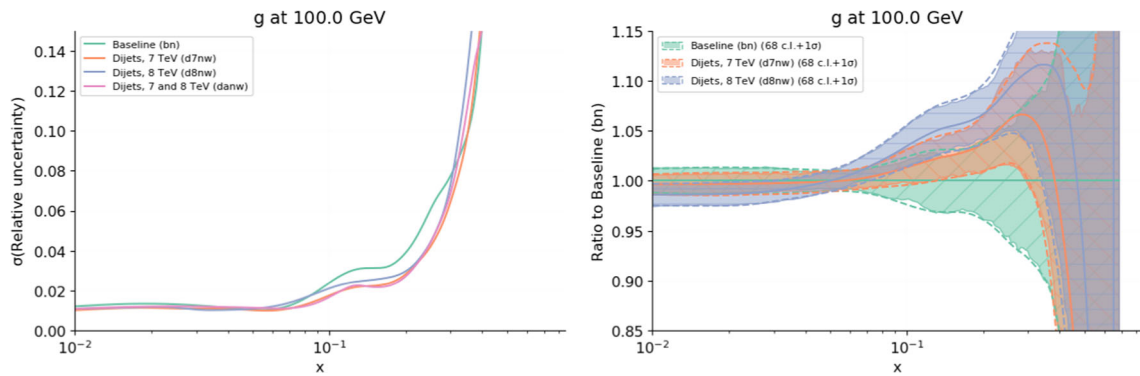 g at 100.0 GeV
Baseline (bn)
Dijets, 7 TeV (d7nw)
Dijets, 8 TeV (d8nw)
Dijets, 7 and 8 TeV (danw)
σ(Relative uncertainty)
0.14
0.12
0.10
0.08
0.06
0.04
0.02
0.00
10⁻²
10⁻¹
x
g at 100.0 GeV
Baseline (bn) (68 c.l.+1σ)
Dijets, 7 TeV (d7nw) (68 c.l.+1σ)
Dijets, 8 TeV (d8nw) (68 c.l.+1σ)
Ratio to Baseline (bn)
1.15
1.10
1.05
1.00
0.95
0.90
0.85
10⁻²
10⁻¹
x